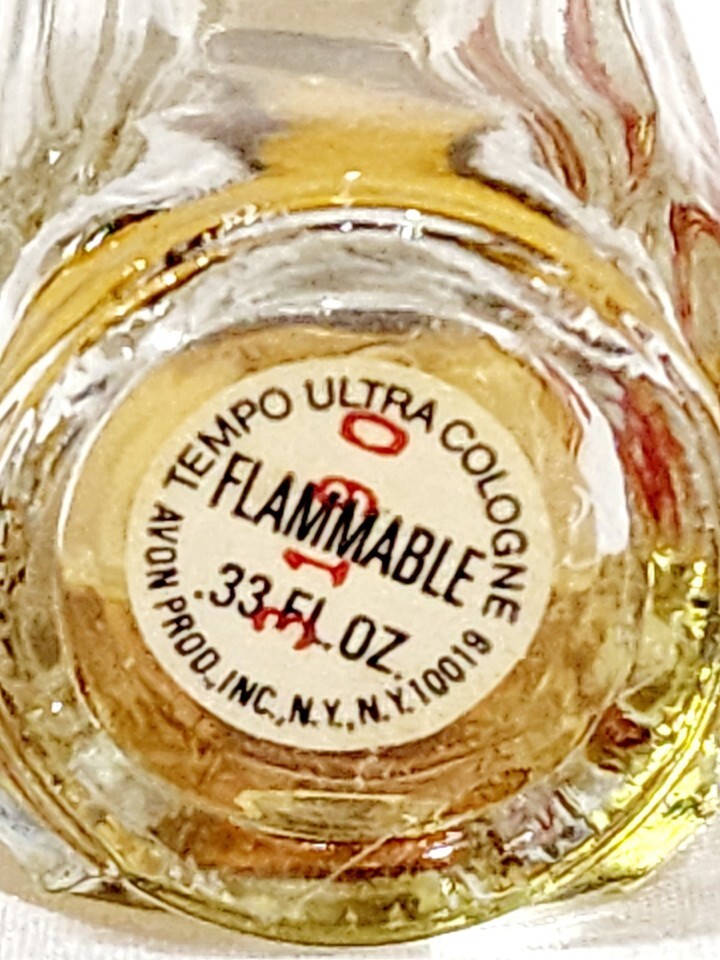 TEMPO ULTRA COLOGNE
FLAMMABLE
.33 FL. OZ.
AVON PROD., INC., N.Y., N.Y. 10019